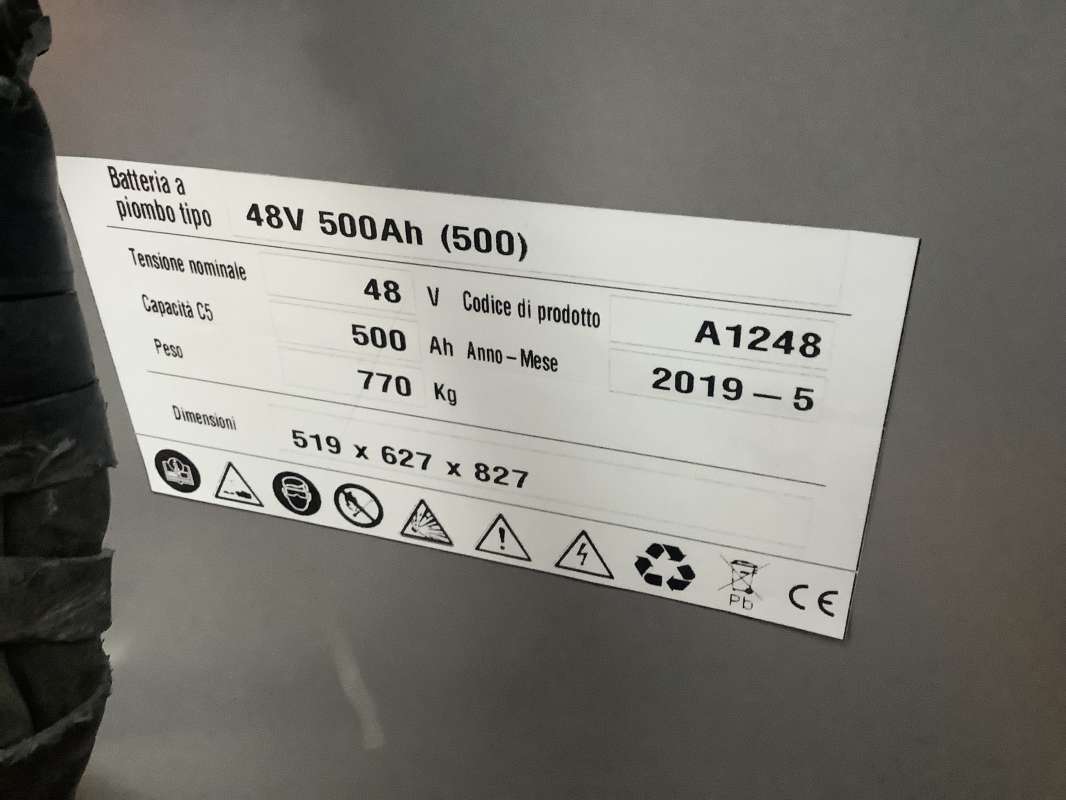 Batteria a
piombo tipo 48V 500Ah (500)
Tensione nominale 48 V Codice di prodotto A1248
Capacità C5 500 Ah Anno-Mese 2019-5
Peso 770 Kg
Dimensioni 519 x 627 x 827
Pb CE